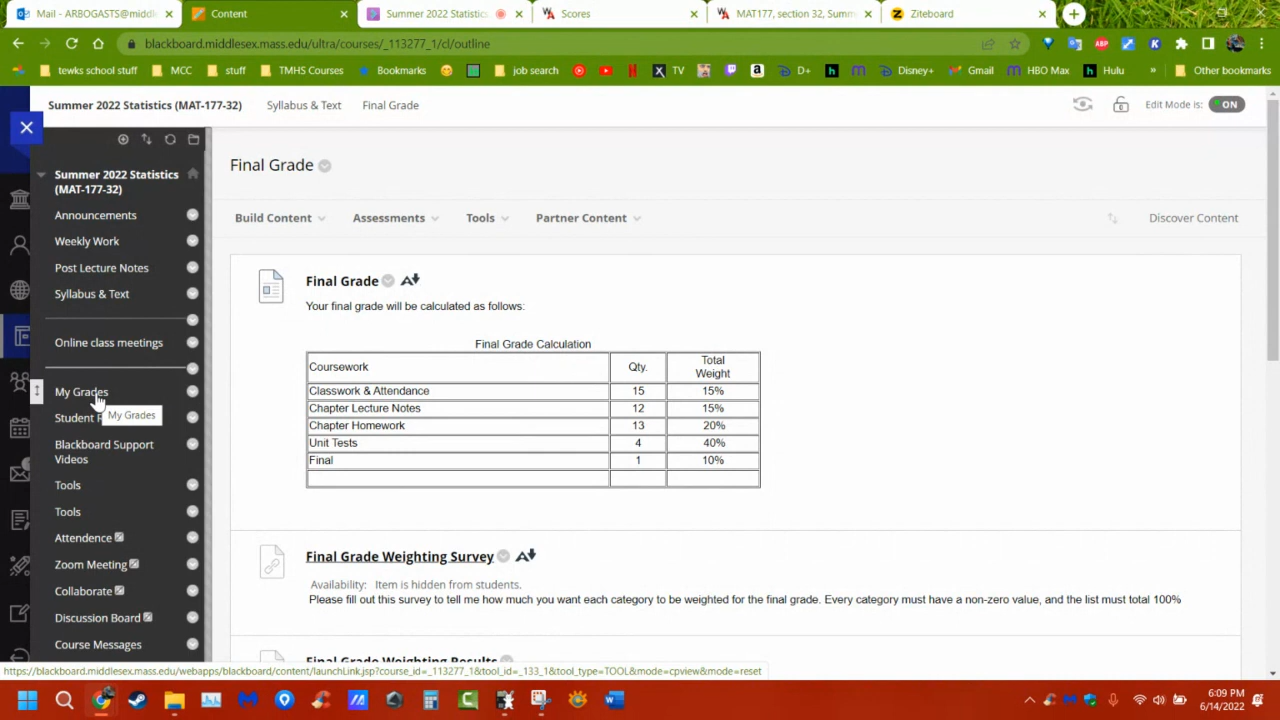 Mail - ARBOGASTS@middl
Content
Summer 2022 Statistics
Scores
MAT177, section 32, Summ
Ziteboard
blackboard.middlesex.mass.edu/ultra/courses/_113277_1/cl/outline
tewks school stuff
MCC
stuff
TMHS Courses
Bookmarks
job search
TV
D+
Disney+
Gmail
HBO Max
Hulu
»
Other bookmarks
Summer 2022 Statistics (MAT-177-32)
Syllabus & Text
Final Grade
Edit Mode is:
ON
Summer 2022 Statistics
(MAT-177-32)
Announcements
Weekly Work
Post Lecture Notes
Syllabus & Text
Online class meetings
My Grades
My Grades
Student
Blackboard Support
Videos
Tools
Tools
Attendence
Zoom Meeting
Collaborate
Discussion Board
Course Messages
Final Grade
Build Content
Assessments
Tools
Partner Content
Discover Content
Final Grade
Your final grade will be calculated as follows:
Final Grade Calculation
Coursework Qty. Total
Weight
Classwork & Attendance 15 15%
Chapter Lecture Notes 12 15%
Chapter Homework 13 20%
Unit Tests 4 40%
Final 1 10%
Final Grade Weighting Survey
Availability: Item is hidden from students.
Please fill out this survey to tell me how much you want each category to be weighted for the final grade. Every category must have a non-zero value, and the list must total 100%
Final Grade Weighting Results
https://blackboard.middlesex.mass.edu/webapps/blackboard/content/launchLink.jsp?course_id=_113277_1&tool_id=_133_1&tool_type=TOOL&mode=cpview&mode=reset
6:09 PM
6/14/2022